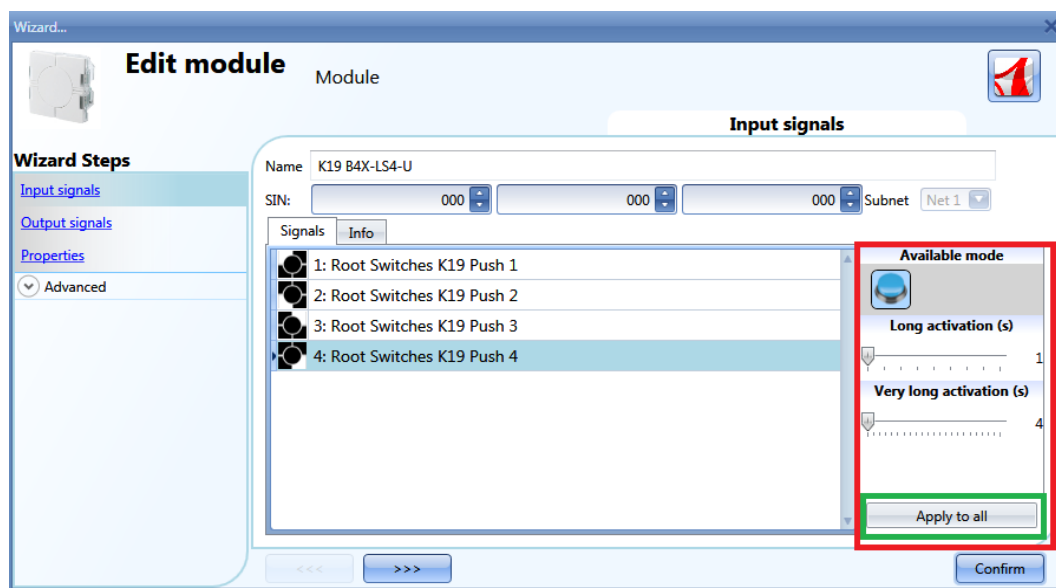 Wizard...
Edit module
Module
Input signals
Wizard Steps
Input signals
Output signals
Properties
Advanced
Name K19 B4X-LS4-U
SIN: 000 000 000 Subnet Net 1
Signals Info
1: Root Switches K19 Push 1
2: Root Switches K19 Push 2
3: Root Switches K19 Push 3
4: Root Switches K19 Push 4
Available mode
Long activation (s)
1
Very long activation (s)
4
Apply to all
<<< >>> Confirm